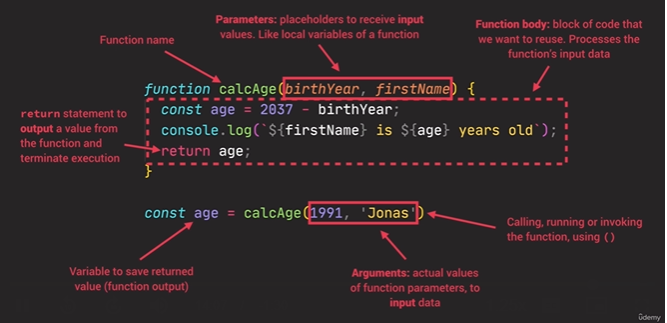 Parameters: placeholders to receive input
values. Like local variables of a function
Function body: block of code that
we want to reuse. Processes the
function's input data
Function name
function calcAge(birthYear, firstName) {
const age = 2037 - birthYear;
console.log(`${firstName} is ${age} years old`);
return age;
}
return statement to
output a value from
the function and
terminate execution
const age = calcAge(1991, 'Jonas')
Calling, running or invoking
the function, using ()
Variable to save returned
value (function output)
Arguments: actual values
of function parameters, to
input data
udemy